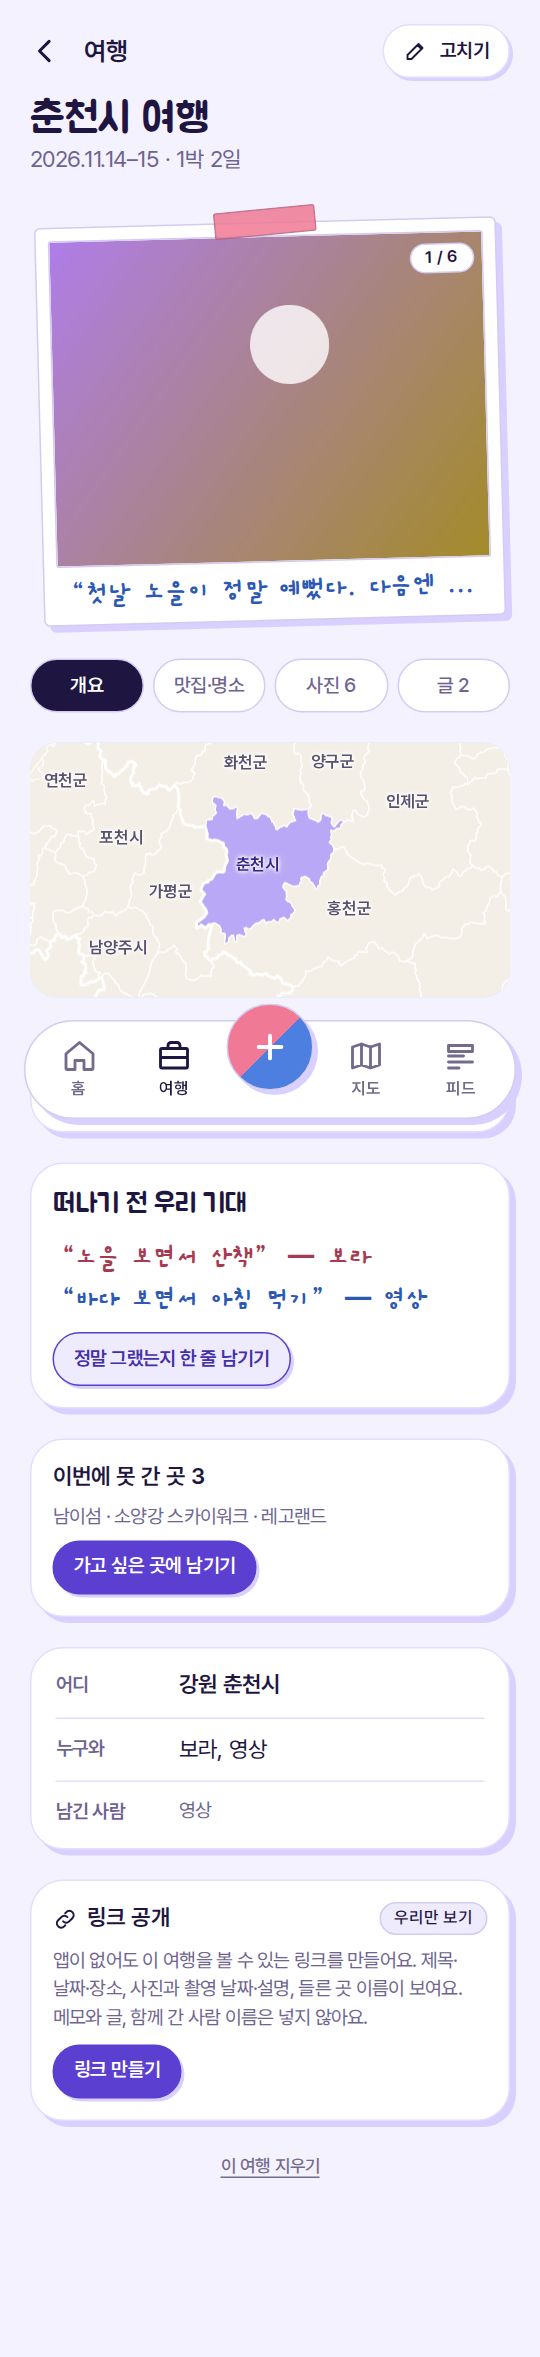 여행
고치기
춘천시 여행
2026.11.14–15 · 1박 2일
1 / 6
“첫날 노을이 정말 예뻤다. 다음엔 ...
개요
맛집·명소
사진 6
글 2
화천군
양구군
연천군
인제군
포천시
춘천시
가평군
홍천군
남양주시
홈
여행
지도
피드
떠나기 전 우리 기대
“노을 보면서 산책” — 보라
“바다 보면서 아침 먹기” — 영상
정말 그랬는지 한 줄 남기기
이번에 못 간 곳 3
남이섬 · 소양강 스카이워크 · 레고랜드
가고 싶은 곳에 남기기
어디 강원 춘천시
누구와 보라, 영상
남긴 사람 영상
링크 공개
우리만 보기
앱이 없어도 이 여행을 볼 수 있는 링크를 만들어요. 제목·
날짜·장소, 사진과 촬영 날짜·설명, 들른 곳 이름이 보여요.
메모와 글, 함께 간 사람 이름은 넣지 않아요.
링크 만들기
이 여행 지우기